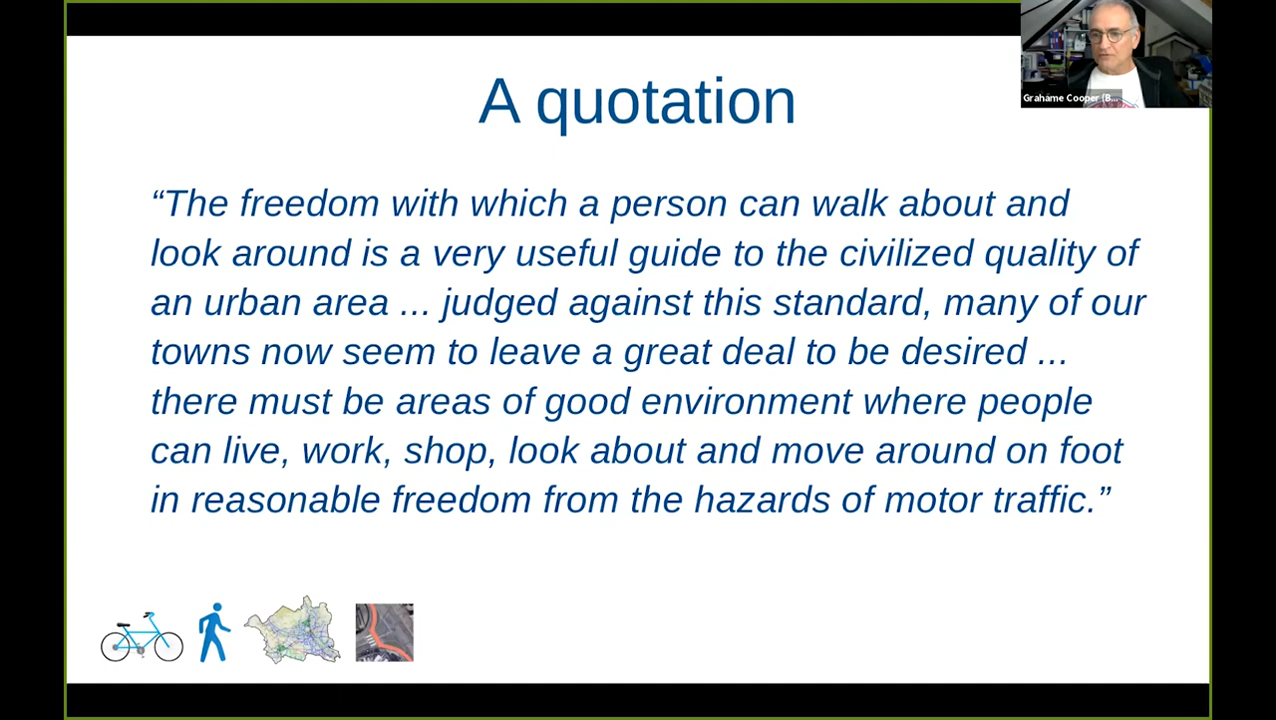 A quotation
Grahame Cooper (B...
“The freedom with which a person can walk about and
look around is a very useful guide to the civilized quality of
an urban area ... judged against this standard, many of our
towns now seem to leave a great deal to be desired ...
there must be areas of good environment where people
can live, work, shop, look about and move around on foot
in reasonable freedom from the hazards of motor traffic.”